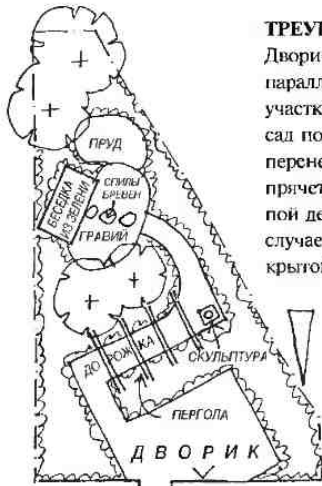 ТРЕУГ
Двори
паралл
участк
сад по
перене
прячет
пой де
случае
крытог
ПРУД
СПИЛЫ
БРЕВЕН
БЕСЕДКА
ИЗ ЗЕЛЕНИ
ГРАВИЙ
ДОРОЖКА
СКУЛЬПТУРА
ПЕРГОЛА
ДВОРИК